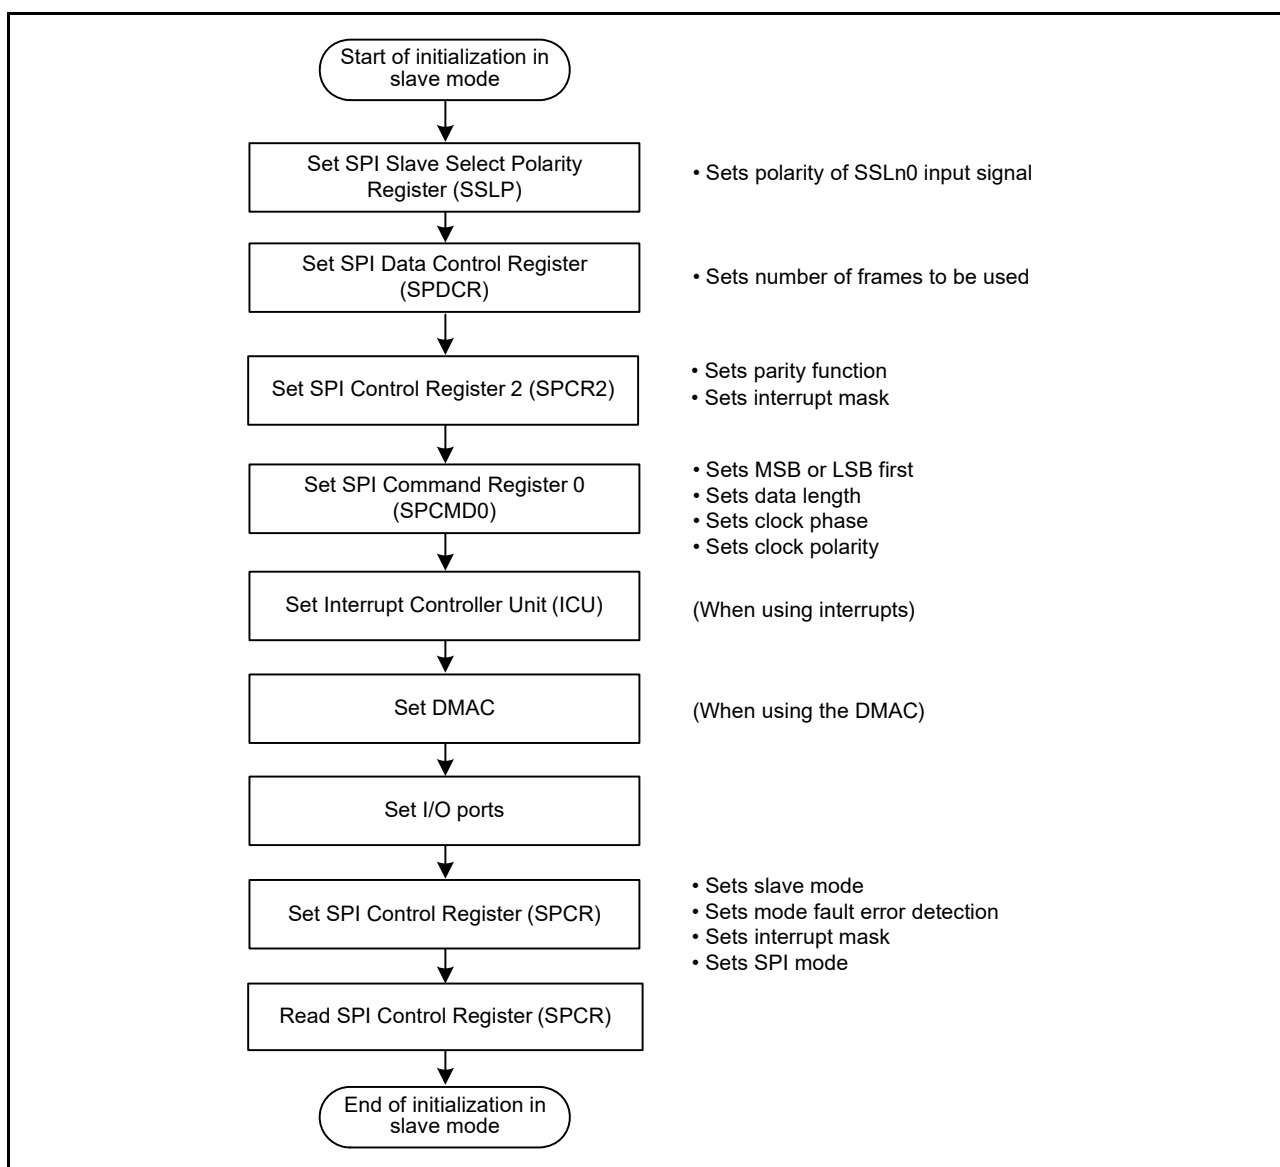 Start of initialization in
slave mode
Set SPI Slave Select Polarity
Register (SSLP)
• Sets polarity of SSLn0 input signal
Set SPI Data Control Register
(SPDCR)
• Sets number of frames to be used
Set SPI Control Register 2 (SPCR2)
• Sets parity function
• Sets interrupt mask
Set SPI Command Register 0
(SPCMD0)
• Sets MSB or LSB first
• Sets data length
• Sets clock phase
• Sets clock polarity
Set Interrupt Controller Unit (ICU)
(When using interrupts)
Set DMAC
(When using the DMAC)
Set I/O ports
Set SPI Control Register (SPCR)
• Sets slave mode
• Sets mode fault error detection
• Sets interrupt mask
• Sets SPI mode
Read SPI Control Register (SPCR)
End of initialization in
slave mode